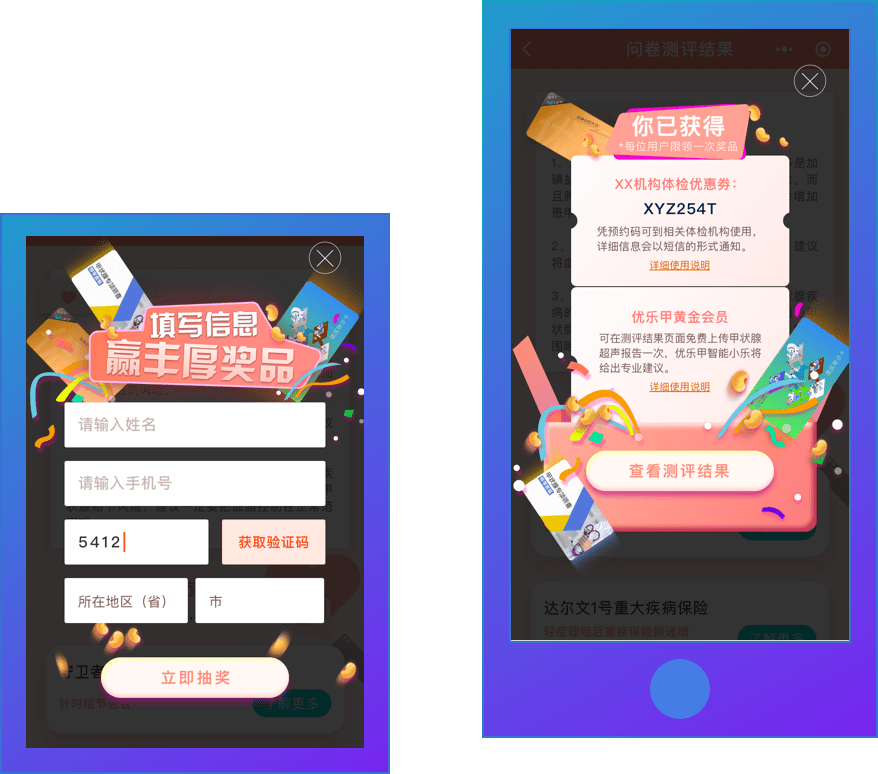 填写信息
赢丰厚奖品
请输入姓名
请输入手机号
5412
获取验证码
所在地区（省）
市
立即抽奖
守卫者
针对结节恶化
了解更多
问卷测评结果
你已获得
*每位用户限领一次奖品
XX机构体检优惠券：
XYZ254T
凭预约码可到相关体检机构使用，
详细信息会以短信的形式通知。
详细使用说明
优乐甲黄金会员
可在测评结果页面免费上传甲状腺
超声报告一次，优乐甲智能小乐将
给出专业建议。
详细使用说明
查看测评结果
达尔文1号重大疾病保险
轻症理赔后重疾保险额递增
了解更多